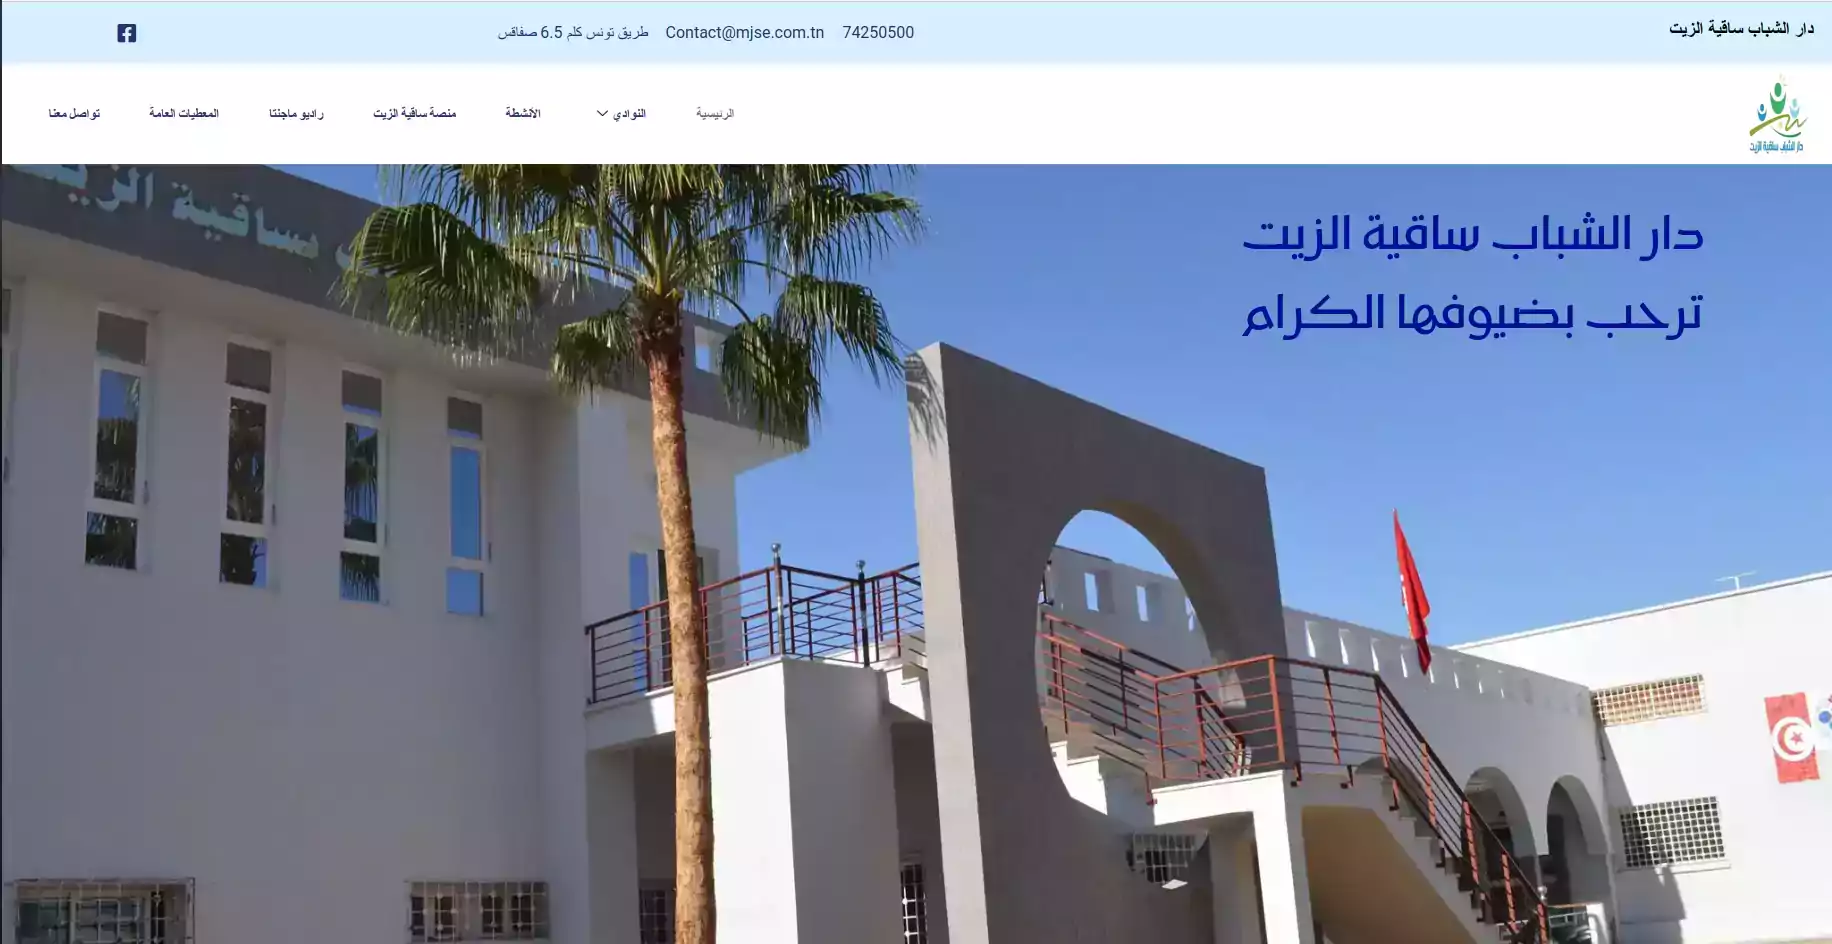 دار الشباب ساقية الزيت
74250500
Contact@mjse.com.tn
طريق تونس كلم 6.5 صفاقس
دار الشباب ساقية الزيت
الرئيسية
النوادي
الأنشطة
منصة ساقية الزيت
راديو ماجنتا
المعطيات العامة
تواصل معنا
دار الشباب ساقية الزيت
ترحب بضيوفها الكرام
ب ساقية الزيت